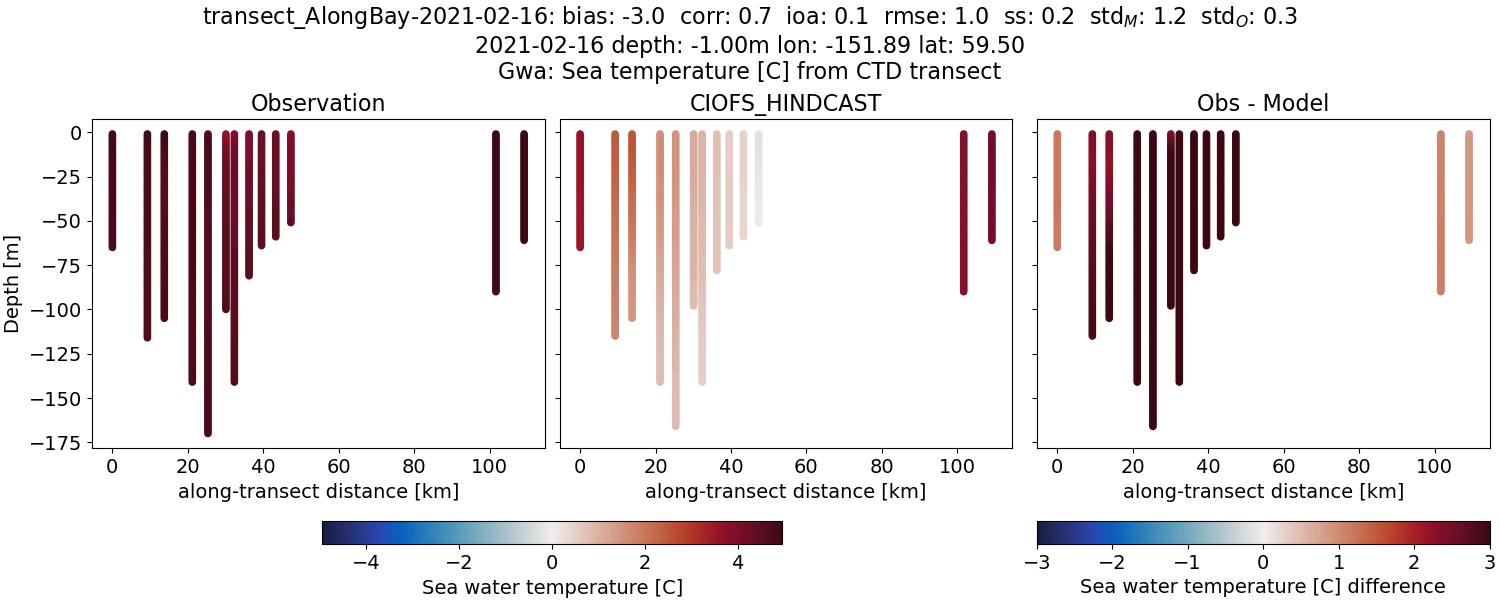 transect_AlongBay-2021-02-16: bias: -3.0  corr: 0.7  ioa: 0.1  rmse: 1.0  ss: 0.2  std_M: 1.2  std_O: 0.3
2021-02-16 depth: -1.00m lon: -151.89 lat: 59.50
Gwa: Sea temperature [C] from CTD transect
Observation
CIOFS_HINDCAST
Obs - Model
Depth [m]
0
−25
−50
−75
−100
−125
−150
−175
0 20 40 60 80 100
0 20 40 60 80 100
0 20 40 60 80 100
along-transect distance [km]
along-transect distance [km]
along-transect distance [km]
−4 −2 0 2 4
Sea water temperature [C]
−3 −2 −1 0 1 2 3
Sea water temperature [C] difference